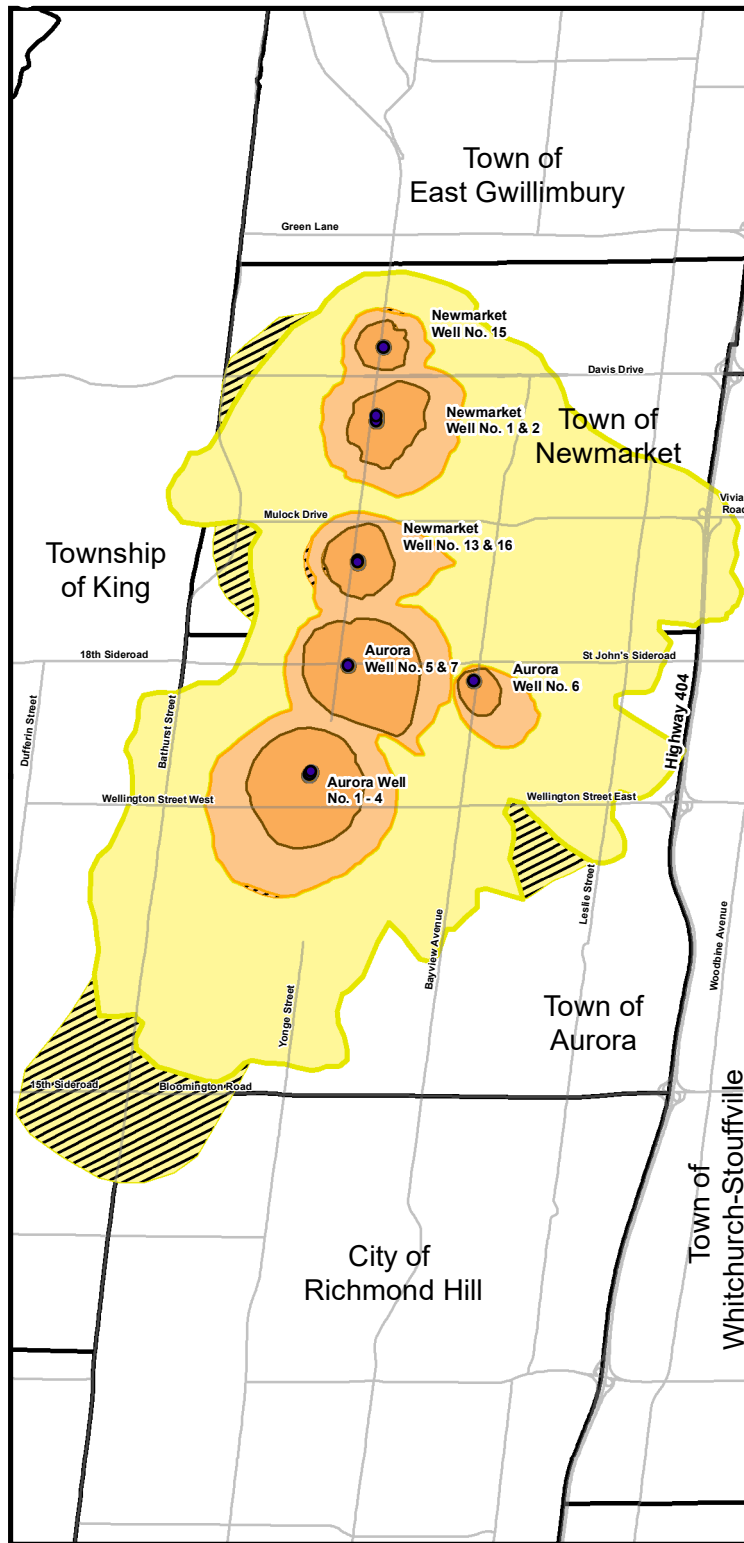 Town of
East Gwillimbury
Green Lane
Newmarket
Well No. 15
Davis Drive
Newmarket
Well No. 1 & 2
Town of
Newmarket
Vivia
Road
Mulock Drive
Newmarket
Well No. 13 & 16
Township
of King
18th Sideroad
Aurora
Well No. 5 & 7
St John's Sideroad
Aurora
Well No. 6
Dufferin Street
Bathurst Street
Highway 404
Aurora Well
No. 1 - 4
Wellington Street West
Wellington Street East
Leslie Street
Bayview Avenue
Woodbine Avenue
Yonge Street
Town of
Aurora
15th Sideroad
Bloomington Road
Town of
Whitchurch-Stouffville
City of
Richmond Hill